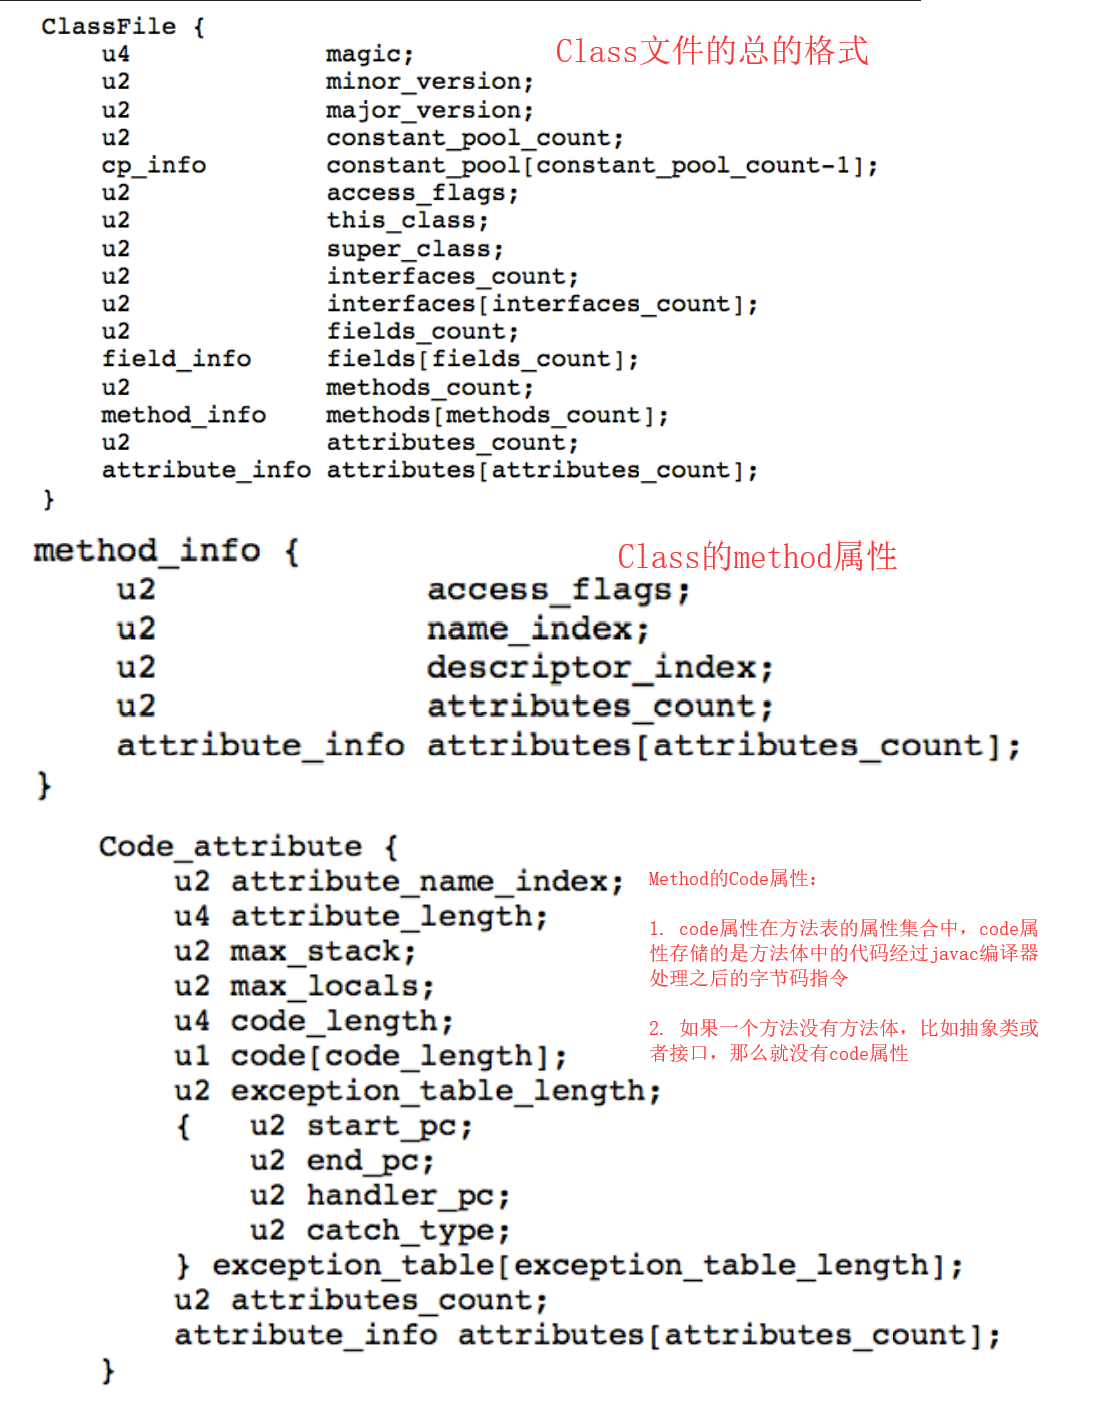 ClassFile {
u4 magic;
Class文件的总的格式
u2 minor_version;
u2 major_version;
u2 constant_pool_count;
cp_info constant_pool[constant_pool_count-1];
u2 access_flags;
u2 this_class;
u2 super_class;
u2 interfaces_count;
u2 interfaces[interfaces_count];
u2 fields_count;
field_info fields[fields_count];
u2 methods_count;
method_info methods[methods_count];
u2 attributes_count;
attribute_info attributes[attributes_count];
}
method_info {
Class的method属性
u2 access_flags;
u2 name_index;
u2 descriptor_index;
u2 attributes_count;
attribute_info attributes[attributes_count];
}
Code_attribute {
u2 attribute_name_index;
u4 attribute_length;
u2 max_stack;
u2 max_locals;
u4 code_length;
u1 code[code_length];
u2 exception_table_length;
{ u2 start_pc;
u2 end_pc;
u2 handler_pc;
u2 catch_type;
} exception_table[exception_table_length];
u2 attributes_count;
attribute_info attributes[attributes_count];
}
Method的Code属性：
1. code属性在方法表的属性集合中，code属
性存储的是方法体中的代码经过javac编译器
处理之后的字节码指令
2. 如果一个方法没有方法体，比如抽象类或
者接口，那么就没有code属性